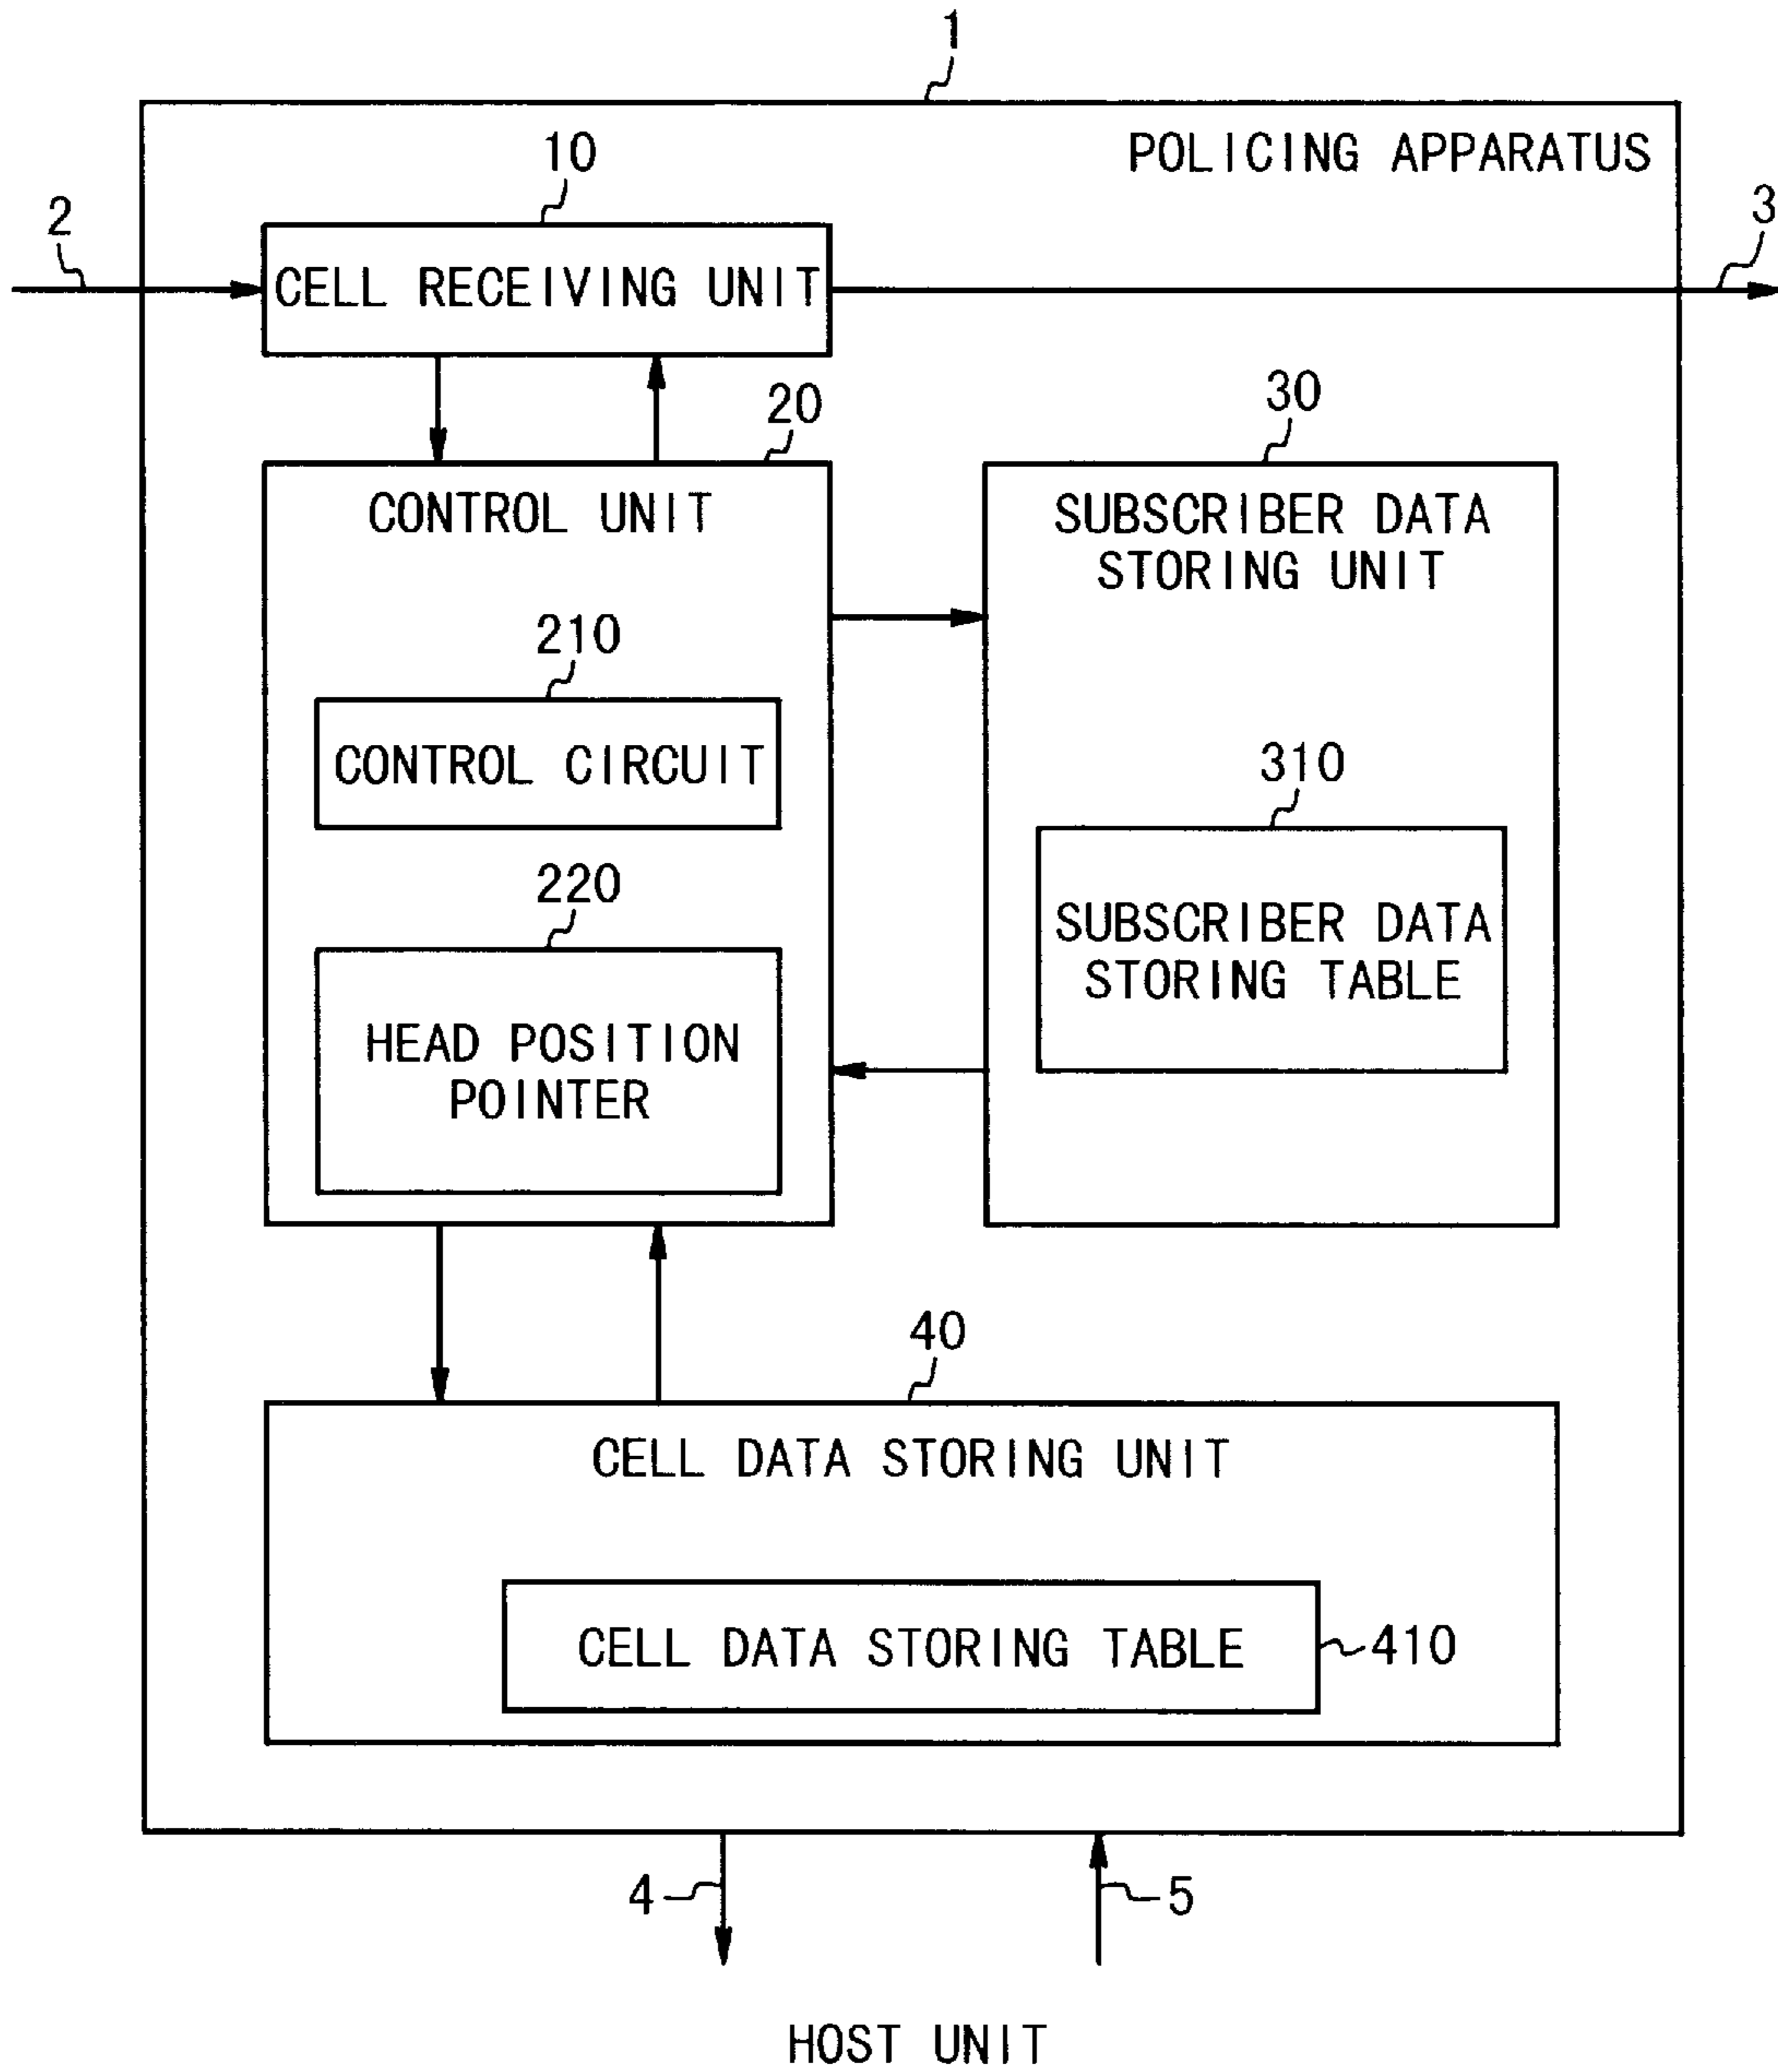 1
POLICING APPARATUS
10
2
3
CELL RECEIVING UNIT
20
30
CONTROL UNIT
SUBSCRIBER DATA
STORING UNIT
210
CONTROL CIRCUIT
310
220
SUBSCRIBER DATA
STORING TABLE
HEAD POSITION
POINTER
40
CELL DATA STORING UNIT
CELL DATA STORING TABLE
410
4
5
HOST UNIT